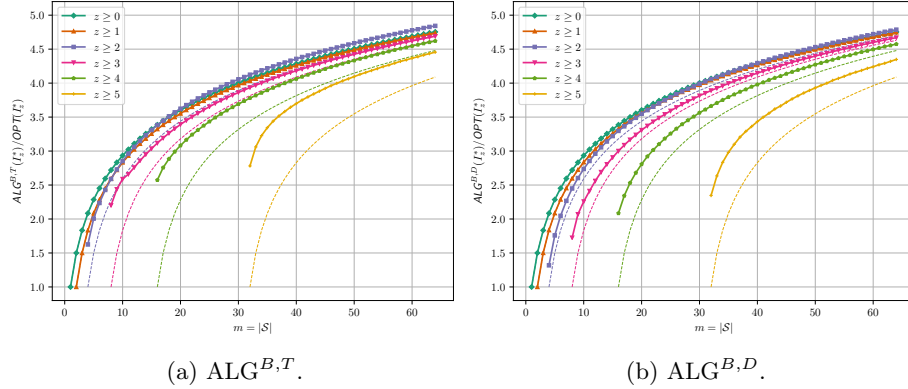 z ≥ 0
z ≥ 1
z ≥ 2
z ≥ 3
z ≥ 4
z ≥ 5
5.0
4.5
4.0
3.5
3.0
2.5
2.0
1.5
1.0
ALG^{B,T}(I_z^*)/OPT(I_z^*)
0 10 20 30 40 50 60
m = |S|
(a) ALG^{B,T}.
z ≥ 0
z ≥ 1
z ≥ 2
z ≥ 3
z ≥ 4
z ≥ 5
5.0
4.5
4.0
3.5
3.0
2.5
2.0
1.5
1.0
ALG^{B,D}(I_z^*)/OPT(I_z^*)
0 10 20 30 40 50 60
m = |S|
(b) ALG^{B,D}.